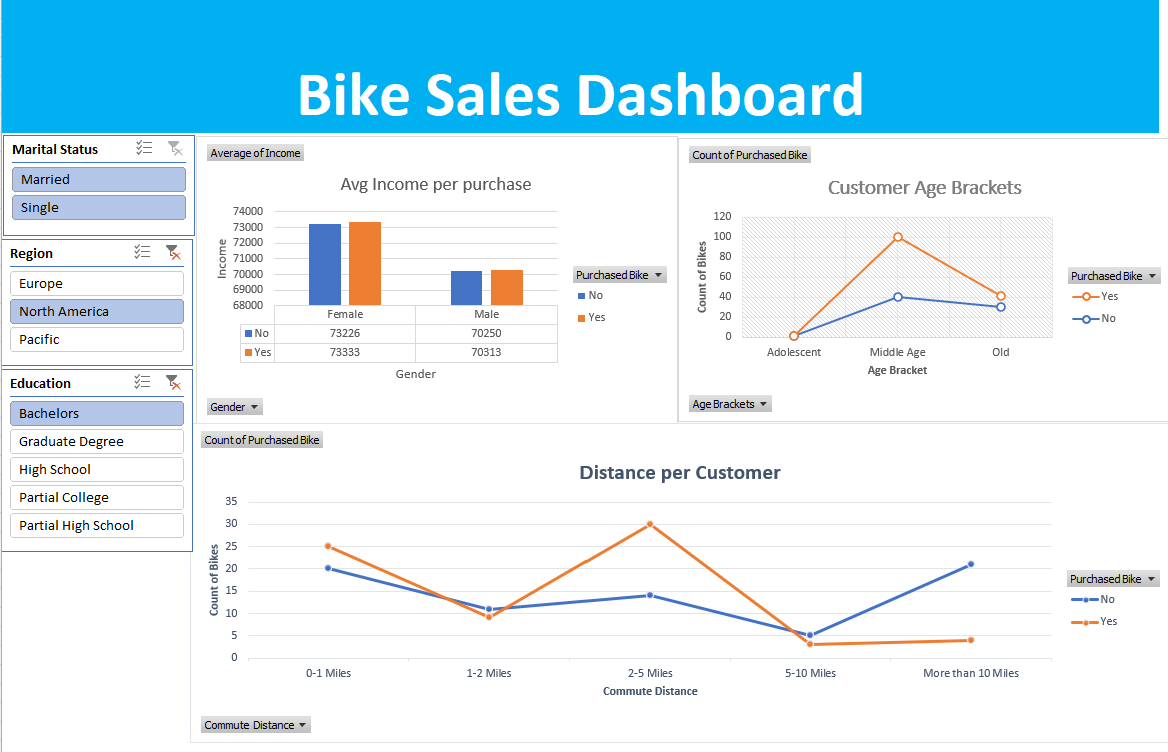 Bike Sales Dashboard
Marital Status
Married
Single
Region
Europe
North America
Pacific
Education
Bachelors
Graduate Degree
High School
Partial College
Partial High School
Average of Income
Avg Income per purchase
Income
74000
73000
72000
71000
70000
69000
68000
Female Male
No 73226 70250
Yes 73333 70313
Gender
Purchased Bike
No
Yes
Gender
Count of Purchased Bike
Customer Age Brackets
Count of Bikes
120
100
80
60
40
20
0
Adolescent Middle Age Old
Age Bracket
Purchased Bike
Yes
No
Age Brackets
Count of Purchased Bike
Distance per Customer
Count of Bikes
35
30
25
20
15
10
5
0
0-1 Miles 1-2 Miles 2-5 Miles 5-10 Miles More than 10 Miles
Commute Distance
Purchased Bike
No
Yes
Commute Distance